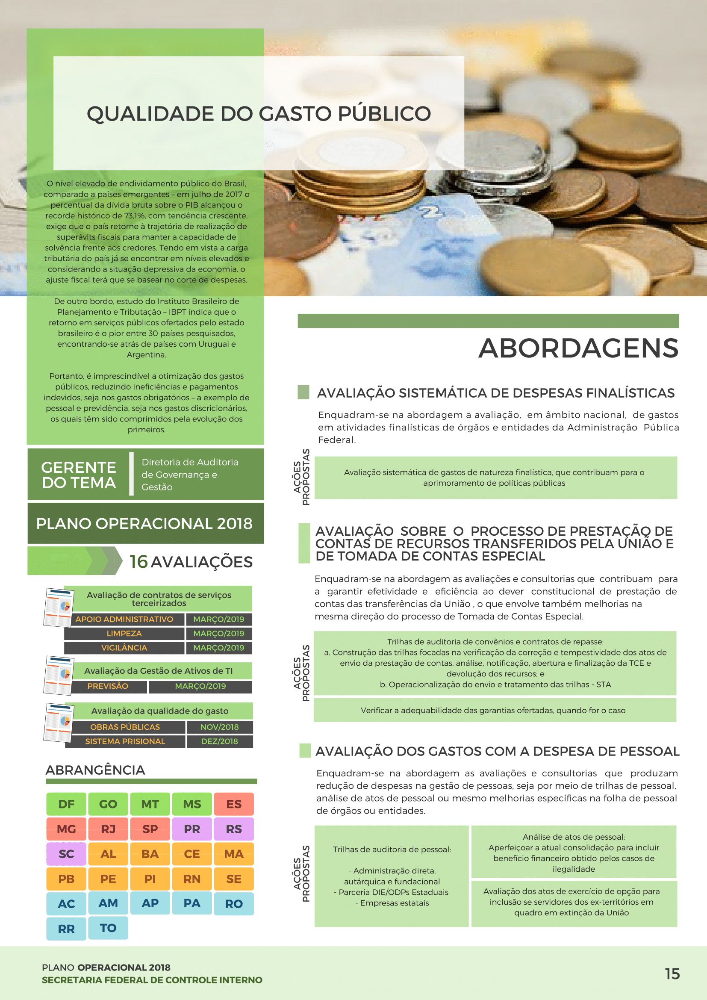 QUALIDADE DO GASTO PÚBLICO
O nível elevado de endividamento público do Brasil,
comparado a países emergentes – em julho de 2017 o
percentual da dívida bruta sobre o PIB alcançou o
recorde histórico de 73,1%, com tendência crescente,
exige que o país retorne à trajetória de realização de
superávits fiscais para manter a capacidade de
solvência frente aos credores. Tendo em vista a carga
tributária do país já se encontrar em níveis elevados e
considerando a situação depressiva da economia, o
ajuste fiscal terá que se basear no corte de despesas.
De outro bordo, estudo do Instituto Brasileiro de
Planejamento e Tributação – IBPT indica que o
retorno em serviços públicos ofertados pelo estado
brasileiro é o pior entre 30 países pesquisados,
encontrando-se atrás de países com Uruguai e
Argentina.
Portanto, é imprescindível a otimização dos gastos
públicos, reduzindo ineficiências e pagamentos
indevidos, seja nos gastos obrigatórios – a exemplo de
pessoal e previdência, seja nos gastos discricionários,
os quais têm sido comprimidos pela evolução dos
primeiros.
GERENTE
DO TEMA
Diretoria de Auditoria
de Governança e
Gestão
PLANO OPERACIONAL 2018
16 AVALIAÇÕES
Avaliação de contratos de serviços
terceirizados
APOIO ADMINISTRATIVO MARÇO/2019
LIMPEZA MARÇO/2019
VIGILÂNCIA MARÇO/2019
Avaliação da Gestão de Ativos de TI
PREVISÃO MARÇO/2019
Avaliação da qualidade do gasto
OBRAS PÚBLICAS NOV/2018
SISTEMA PRISIONAL DEZ/2018
ABRANGÊNCIA
DF GO MT MS ES
MG RJ SP PR RS
SC AL BA CE MA
PB PE PI RN SE
AC AM AP PA RO
RR TO
2
ABORDAGENS
AVALIAÇÃO SISTEMÁTICA DE DESPESAS FINALÍSTICAS
Enquadram-se na abordagem a avaliação, em âmbito nacional, de gastos
em atividades finalísticas de órgãos e entidades da Administração Pública
Federal.
AÇÕES
PROPOSTAS
Avaliação sistemática de gastos de natureza finalística, que contribuam para o
aprimoramento de políticas públicas
AVALIAÇÃO SOBRE O PROCESSO DE PRESTAÇÃO DE
CONTAS DE RECURSOS TRANSFERIDOS PELA UNIÃO E
DE TOMADA DE CONTAS ESPECIAL
Enquadram-se na abordagem as avaliações e consultorias que contribuam para
a garantir efetividade e eficiência ao dever constitucional de prestação de
contas das transferências da União , o que envolve também melhorias na
mesma direção do processo de Tomada de Contas Especial.
AÇÕES
PROPOSTAS
Trilhas de auditoria de convênios e contratos de repasse:
a. Construção das trilhas focadas na verificação da correção e tempestividade dos atos de
envio da prestação de contas, análise, notificação, abertura e finalização da TCE e
devolução dos recursos; e
b. Operacionalização do envio e tratamento das trilhas - STA
Verificar a adequabilidade das garantias ofertadas, quando for o caso
AVALIAÇÃO DOS GASTOS COM A DESPESA DE PESSOAL
Enquadram-se na abordagem as avaliações e consultorias que produzam
redução de despesas na gestão de pessoas, seja por meio de trilhas de pessoal,
análise de atos de pessoal ou mesmo melhorias específicas na folha de pessoal
de órgãos ou entidades.
AÇÕES
PROPOSTAS
Trilhas de auditoria de pessoal:
- Administração direta,
autárquica e fundacional
- Parceria DIE/ODPs Estaduais
- Empresas estatais
Análise de atos de pessoal:
Aperfeiçoar a atual consolidação para incluir
benefício financeiro obtido pelos casos de
ilegalidade
Avaliação dos atos de exercício de opção para
inclusão se servidores dos ex-territórios em
quadro em extinção da União
PLANO OPERACIONAL 2018
SECRETARIA FEDERAL DE CONTROLE INTERNO
15